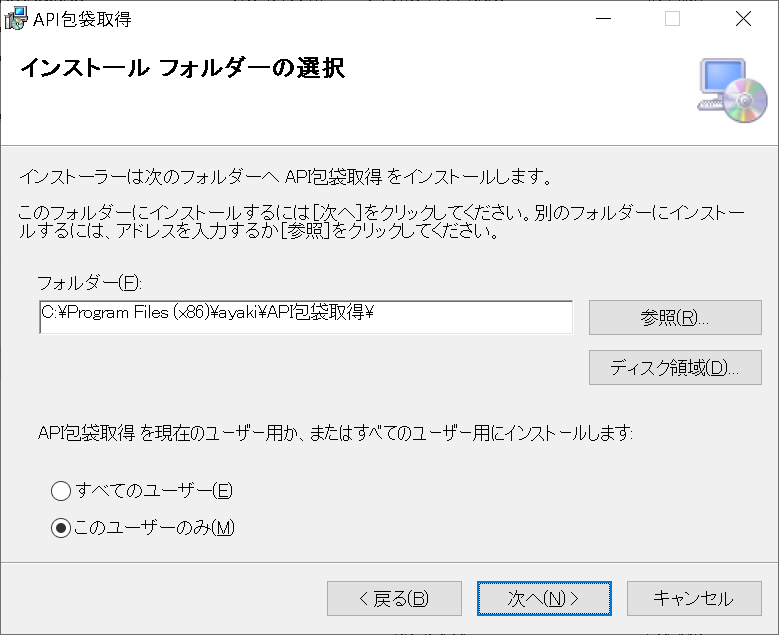 API包袋取得
インストール フォルダーの選択
インストーラーは次のフォルダーへ API包袋取得 をインストールします。
このフォルダーにインストールするには[次へ]をクリックしてください。別のフォルダーにインストー
ルするには、アドレスを入力するか[参照]をクリックしてください。
フォルダー(F):
C:¥Program Files (x86)¥ayaki¥API包袋取得¥
参照(R)...
ディスク領域(D)...
API包袋取得 を現在のユーザー用か、またはすべてのユーザー用にインストールします:
すべてのユーザー(E)
このユーザーのみ(M)
< 戻る(B)
次へ(N) >
キャンセル